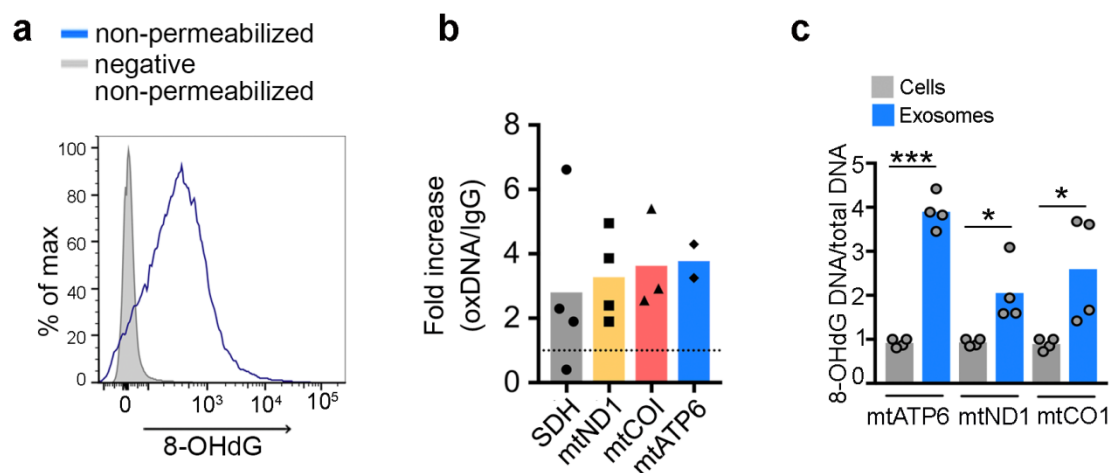 a
non-permeabilized
negative
non-permeabilized
% of max
100
80
60
40
20
0
0 10³ 10⁴ 10⁵
8-OHdG
b
Fold increase
(oxDNA/IgG)
8
6
4
2
0
SDH
mtND1
mtCOI
mtATP6
c
Cells
Exosomes
8-OHdG DNA/total DNA
5
4
3
2
1
0
*** * *
mtATP6 mtND1 mtCO1